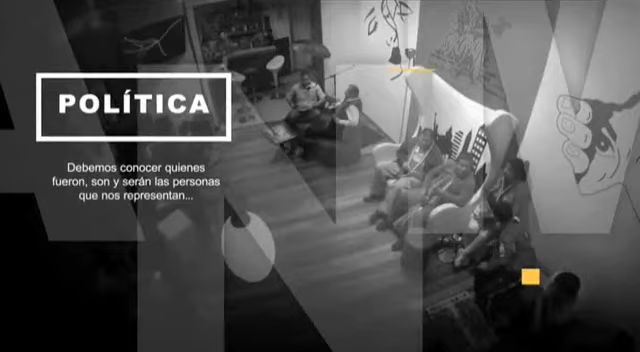 POLÍTICA
Debemos conocer quienes
fueron, son y serán las personas
que nos representan...